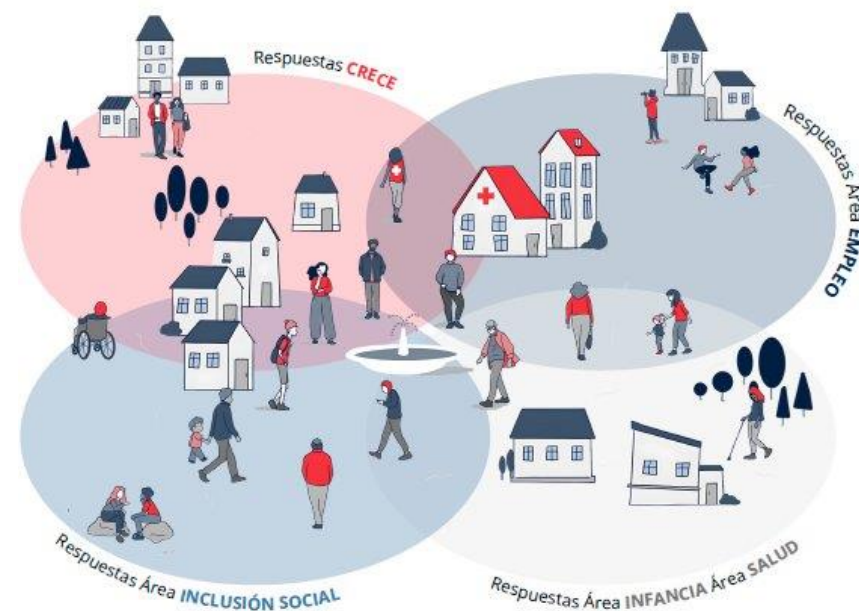 Respuestas CRECE
Respuestas Área EMPLEO
Respuestas Área INCLUSIÓN SOCIAL
Respuestas Área INFANCIA Área SALUD